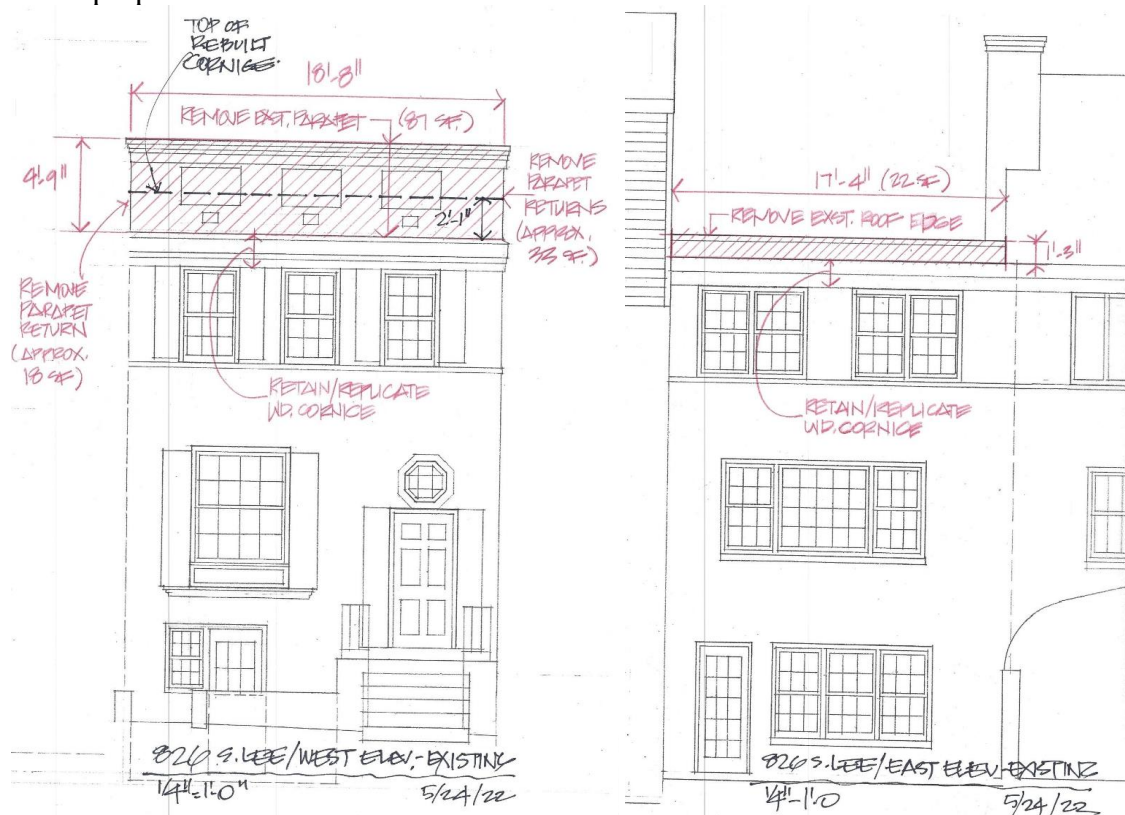 TOP OF
REBUILT
CORNICE.
18'-8"
REMOVE EXIST. PARAPET (87 SF.)
4'-9"
2'-1"
REMOVE
PARAPET
RETURNS
(APPROX.
33 SF.)
REMOVE
PARAPET
RETURN
(APPROX.
18 SF)
RETAIN/REPLICATE
WD. CORNICE
826 S. LEE/WEST ELEV.-EXISTING
1/4"=1'-0"
5/24/22
17'-4" (22 SF)
REMOVE EXIST. ROOF EDGE
1'-3"
RETAIN/REPLICATE
WD. CORNICE
826 S. LEE/EAST ELEV-EXISTING
1/4"-1'-0
5/24/22